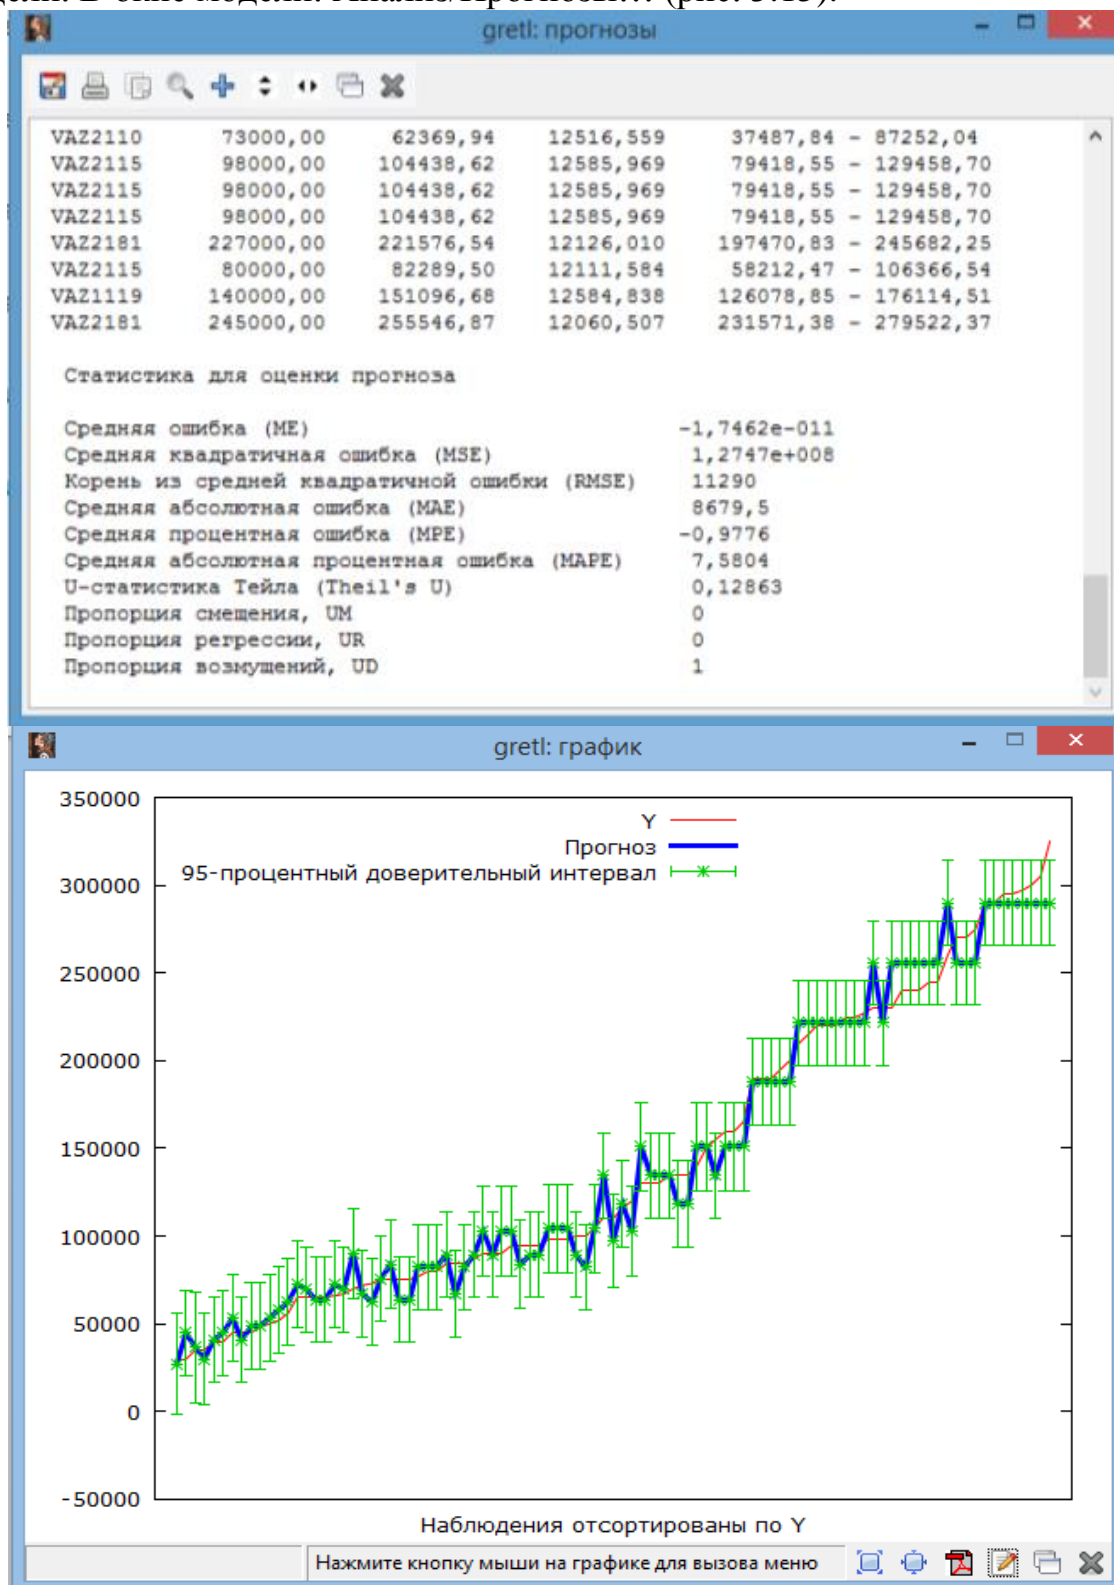 дели. В окне модели: Анализ/Прогнозы... (рис. 3.13).
gretl: прогнозы
VAZ2110 73000,00 62369,94 12516,559 37487,84 - 87252,04
VAZ2115 98000,00 104438,62 12585,969 79418,55 - 129458,70
VAZ2115 98000,00 104438,62 12585,969 79418,55 - 129458,70
VAZ2115 98000,00 104438,62 12585,969 79418,55 - 129458,70
VAZ2181 227000,00 221576,54 12126,010 197470,83 - 245682,25
VAZ2115 80000,00 82289,50 12111,584 58212,47 - 106366,54
VAZ1119 140000,00 151096,68 12584,838 126078,85 - 176114,51
VAZ2181 245000,00 255546,87 12060,507 231571,38 - 279522,37
Статистика для оценки прогноза
Средняя ошибка (ME) -1,7462e-011
Средняя квадратичная ошибка (MSE) 1,2747e+008
Корень из средней квадратичной ошибки (RMSE) 11290
Средняя абсолютная ошибка (MAE) 8679,5
Средняя процентная ошибка (MPE) -0,9776
Средняя абсолютная процентная ошибка (MAPE) 7,5804
U-статистика Тейла (Theil's U) 0,12863
Пропорция смещения, UM 0
Пропорция регрессии, UR 0
Пропорция возмущений, UD 1
gretl: график
Y
Прогноз
95-процентный доверительный интервал
350000
300000
250000
200000
150000
100000
50000
0
-50000
Наблюдения отсортированы по Y
Нажмите кнопку мыши на графике для вызова меню